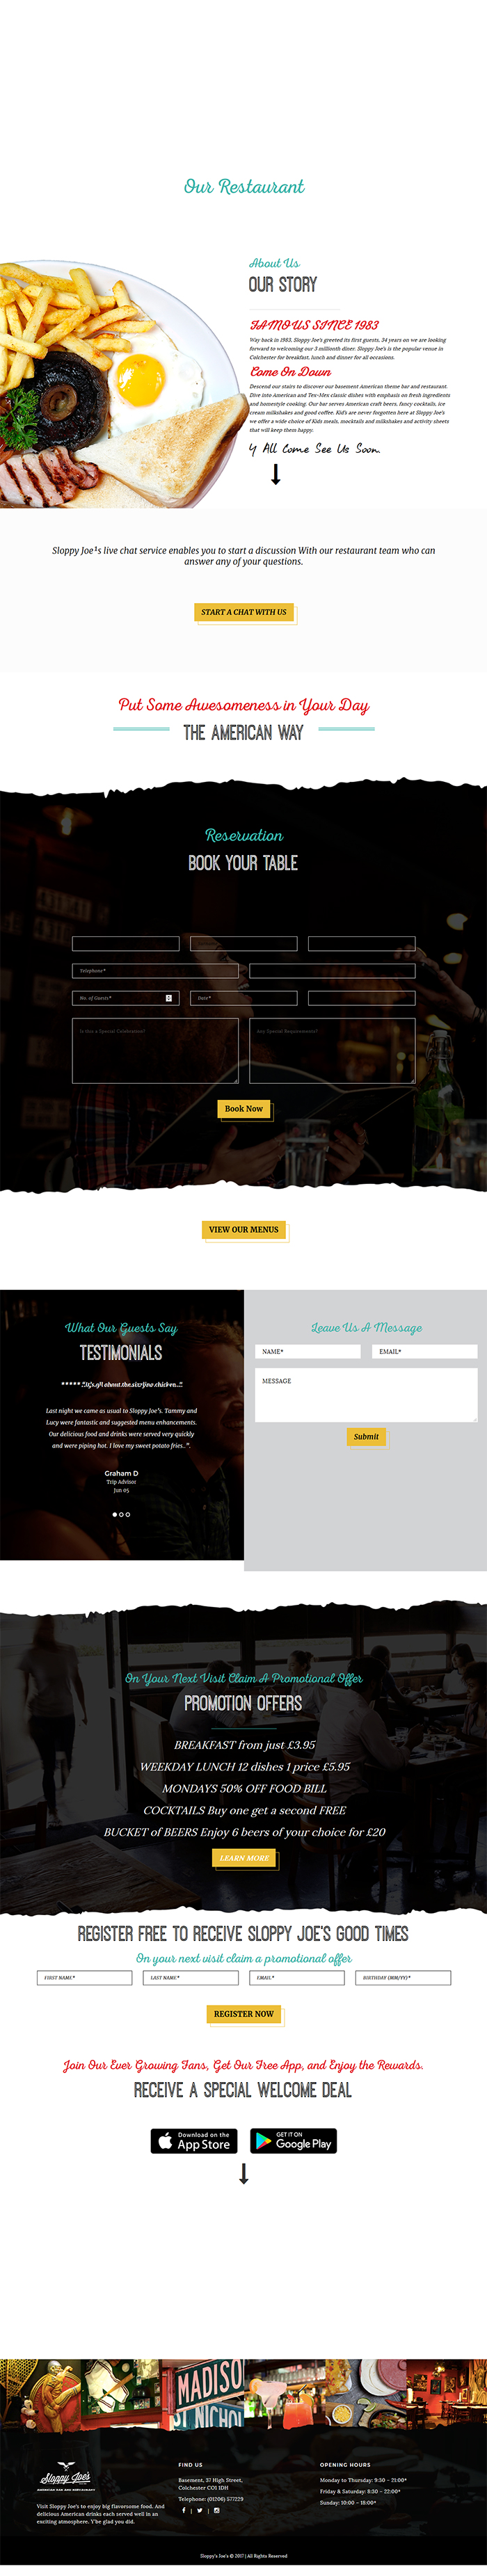 Our Restaurant
About Us
OUR STORY
FAMOUS SINCE 1983
Way back in 1983, Sloppy Joe's greeted its first guests, 34 years on we are looking
forward to welcoming our 3 millionth diner. Sloppy Joe's is the popular venue in
Colchester for breakfast, lunch and dinner for all occasions.
Come On Down
Descend our stairs to discover our basement American theme bar and restaurant.
Dive into American and Tex-Mex classic dishes with emphasis on fresh ingredients
and homestyle cooking. Our bar serves American craft beers, fancy cocktails, ice
cream milkshakes and good coffee. Kid's are never forgotten here at Sloppy Joe's
we offer a wide choice of Kids meals, mocktails and milkshakes and activity sheets
that will keep them happy.
Y All Come See Us Soon.
Sloppy Joe's live chat service enables you to start a discussion With our restaurant team who can
answer any of your questions.
START A CHAT WITH US
Put Some Awesomeness in Your Day
THE AMERICAN WAY
Reservation
BOOK YOUR TABLE
Telephone*
No. of Guests*
Date*
Is this a Special Celebration?
Any Special Requirements?
Book Now
VIEW OUR MENUS
What Our Guests Say
TESTIMONIALS
***** "It's all about the sizzling chicken..."
Last night we came as usual to Sloppy Joe's. Tammy and
Lucy were fantastic and suggested menu enhancements.
Our delicious food and drinks were served very quickly
and were piping hot. I love my sweet potato fries..".
Graham D
Trip Advisor
Jun 05
Leave Us A Message
NAME*
EMAIL*
MESSAGE
Submit
On Your Next Visit Claim A Promotional Offer
PROMOTION OFFERS
BREAKFAST from just £3.95
WEEKDAY LUNCH 12 dishes 1 price £5.95
MONDAYS 50% OFF FOOD BILL
COCKTAILS Buy one get a second FREE
BUCKET of BEERS Enjoy 6 beers of your choice for £20
LEARN MORE
REGISTER FREE TO RECEIVE SLOPPY JOE'S GOOD TIMES
On your next visit claim a promotional offer
FIRST NAME*
LAST NAME*
EMAIL*
BIRTHDAY (MM/YY)*
REGISTER NOW
Join Our Ever Growing Fans, Get Our Free App, and Enjoy the Rewards.
RECEIVE A SPECIAL WELCOME DEAL
Download on the
App Store
GET IT ON
Google Play
MADISO
ST. NICHOL
Sloppy Joe's
AMERICAN BAR AND RESTAURANT
Visit Sloppy Joe's to enjoy big flavorsome food. And
delicious American drinks each served well in an
exciting atmosphere. Y'be glad you did.
FIND US
Basement, 37 High Street,
Colchester CO1 1DH
Telephone: (01206) 577229
OPENING HOURS
Monday to Thursday: 9:30 – 21:00*
Friday & Saturday: 8:30 – 22:00*
Sunday: 10:00 – 18:00*
Sloppy's Joe's @ 2017 | All Rights Reserved